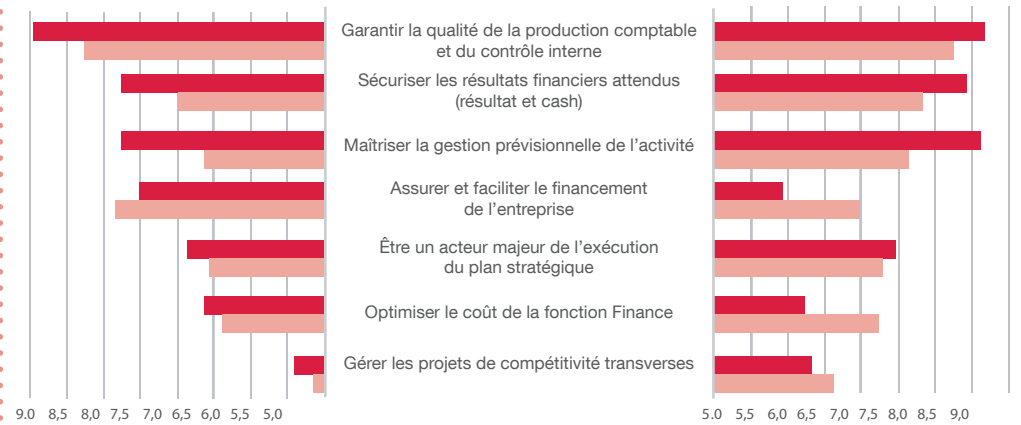 Garantir la qualité de la production comptable
et du contrôle interne
Sécuriser les résultats financiers attendus
(résultat et cash)
Maîtriser la gestion prévisionnelle de l'activité
Assurer et faciliter le financement
de l'entreprise
Être un acteur majeur de l'exécution
du plan stratégique
Optimiser le coût de la fonction Finance
Gérer les projets de compétitivité transverses
9.0 8,5 8,0 7,5 7,0 6,5 6,0 5,5 5,0
5.0 5,5 6,0 6,5 7,0 7,5 8,0 8,5 9,0